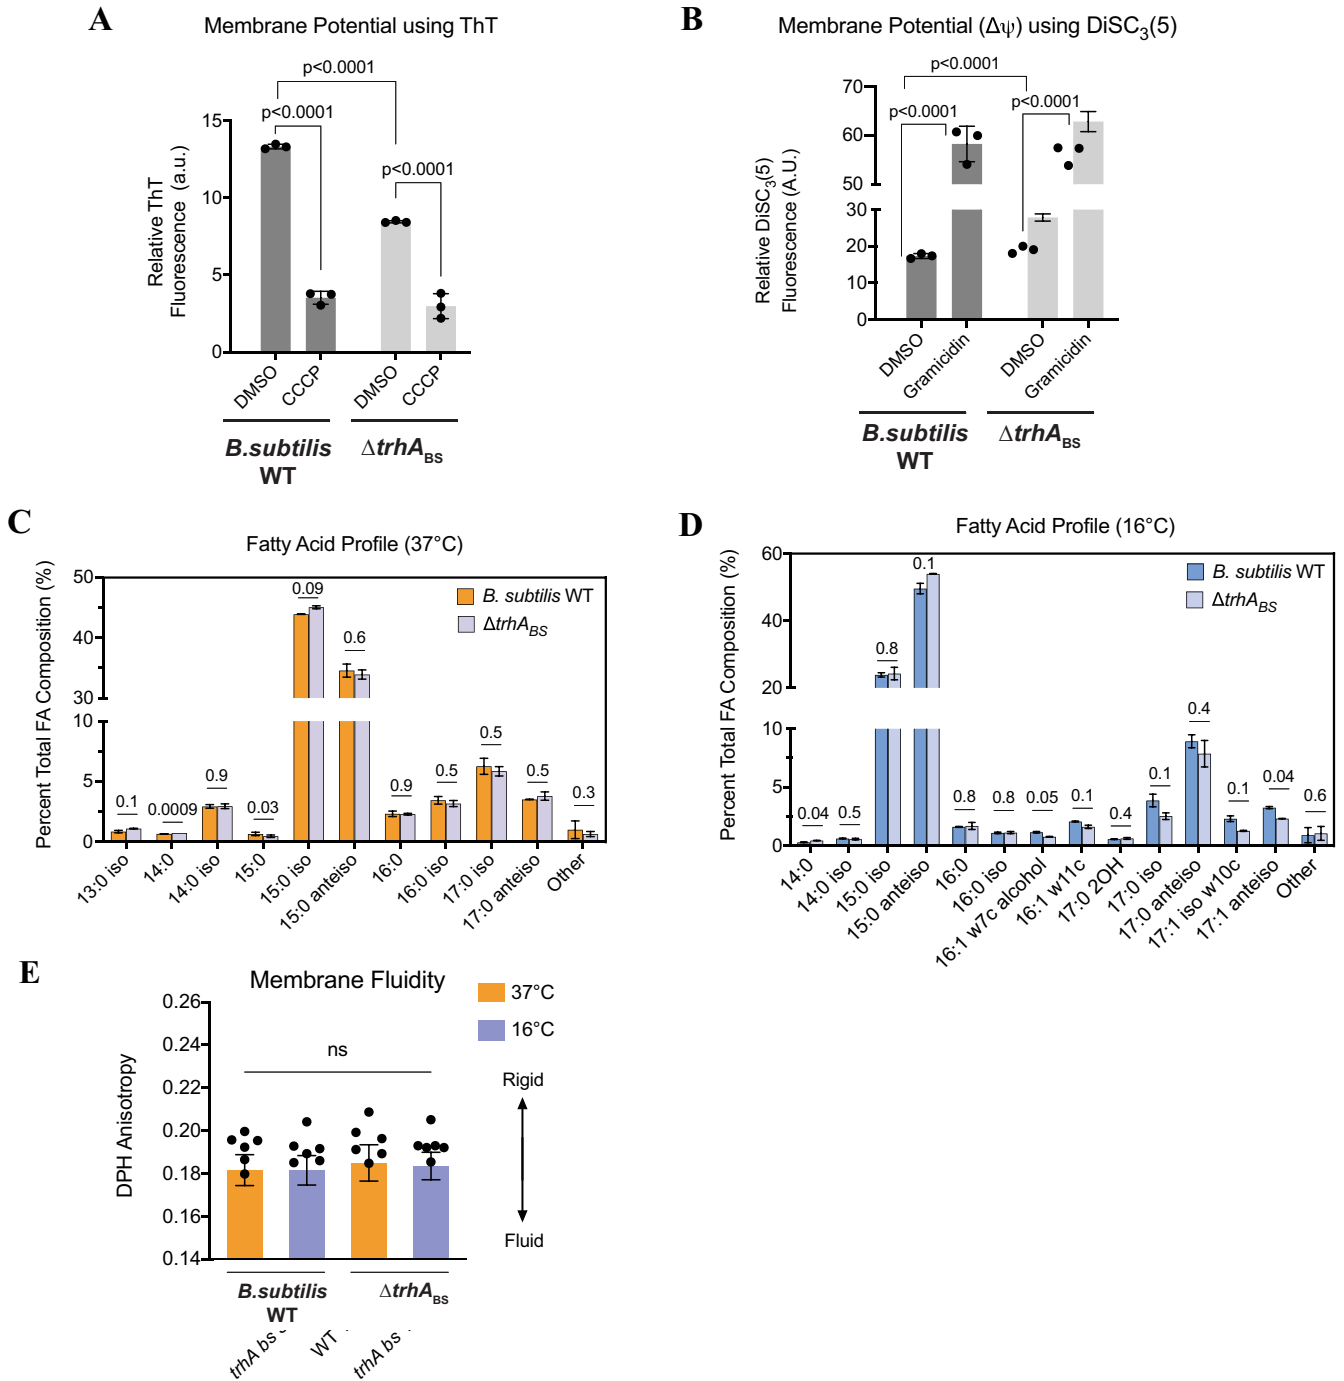 A
Membrane Potential using ThT
p<0.0001
p<0.0001
p<0.0001
Relative ThT
Fluorescence (a.u.)
15
10
5
0
DMSO
CCCP
DMSO
CCCP
B.subtilis
WT
ΔtrhA_BS
B
Membrane Potential (Δψ) using DiSC3(5)
p<0.0001
p<0.0001
p<0.0001
Relative DiSC3(5)
Fluorescence (A.U.)
70
60
50
30
20
10
0
DMSO
Gramicidin
DMSO
Gramicidin
B.subtilis
WT
ΔtrhA_BS
C
Fatty Acid Profile (37°C)
Percent Total FA Composition (%)
50
40
30
10
5
0
B. subtilis WT
ΔtrhA_BS
0.1
0.0009
0.9
0.03
0.09
0.6
0.9
0.5
0.5
0.5
0.3
13:0 iso
14:0
14:0 iso
15:0
15:0 iso
15:0 anteiso
16:0
16:0 iso
17:0 iso
17:0 anteiso
Other
D
Fatty Acid Profile (16°C)
Percent Total FA Composition (%)
60
40
20
10
5
0
B. subtilis WT
ΔtrhA_BS
0.04
0.5
0.8
0.1
0.8
0.8
0.05
0.1
0.4
0.1
0.4
0.1
0.04
0.6
14:0
14:0 iso
15:0 iso
15:0 anteiso
16:0
16:0 iso
16:1 w7c alcohol
16:1 w11c
17:0 2OH
17:0 iso
17:0 anteiso
17:1 iso w10c
17:1 anteiso
Other
E
Membrane Fluidity
37°C
16°C
DPH Anisotropy
0.26
0.24
0.22
0.20
0.18
0.16
0.14
ns
Rigid
Fluid
B.subtilis
WT
ΔtrhA_BS
trhA bs
WT
trhA bs